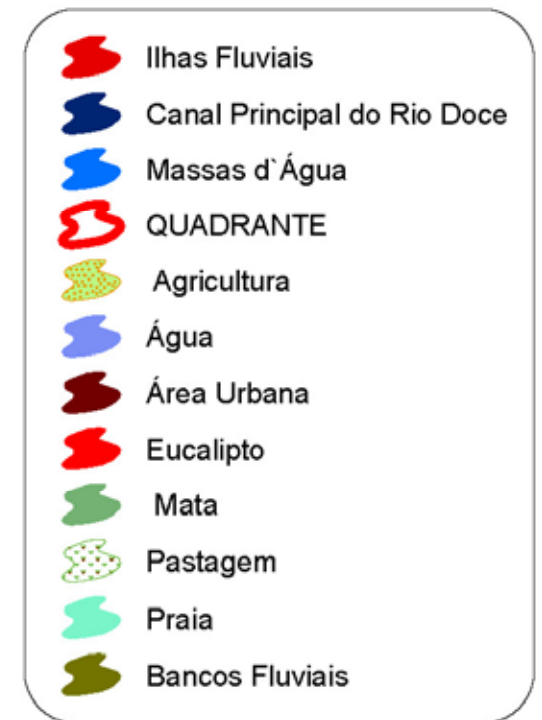 Ilhas Fluviais
Canal Principal do Rio Doce
Massas d`Água
QUADRANTE
Agricultura
Água
Área Urbana
Eucalipto
Mata
Pastagem
Praia
Bancos Fluviais